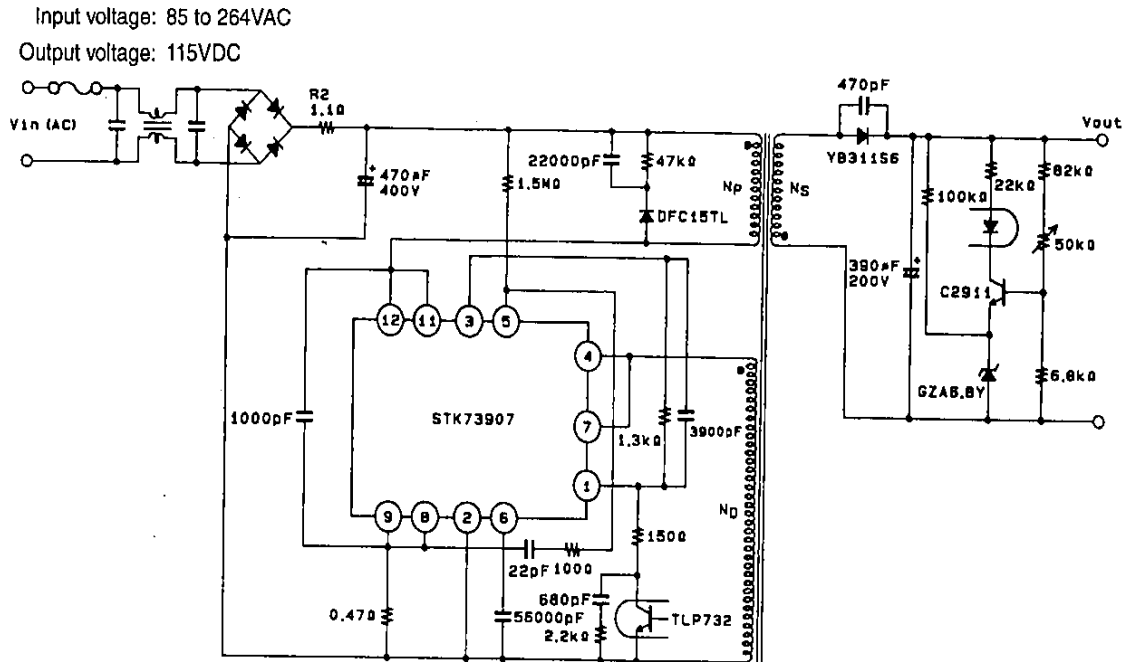 Input voltage: 85 to 264VAC
Output voltage: 115VDC
Vin (AC)
R2
1.1Ω
470μF
400V
1.5MΩ
22000pF
47kΩ
DFC15TL
NP
NS
470pF
YB311S6
Vout
100kΩ
22kΩ
82kΩ
50kΩ
390μF
200V
C2911
GZA6.8Y
6.8kΩ
12
11
3
5
4
7
1
9
8
2
6
STK73907
1000pF
1.3kΩ
3900pF
ND
150Ω
22pF
100Ω
0.47Ω
56000pF
680pF
2.2kΩ
TLP732